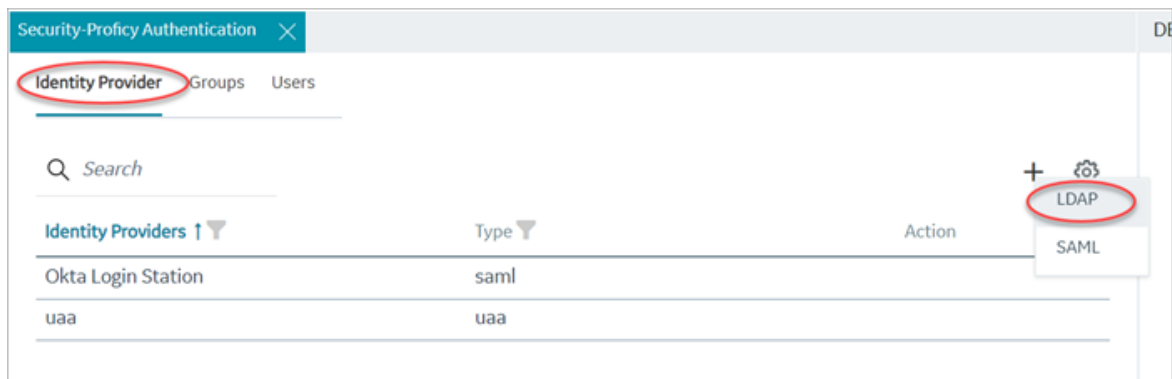 Security-Proficy Authentication
DE
Identity Provider Groups Users
Search
LDAP
Identity Providers Type Action
SAML
Okta Login Station saml
uaa uaa